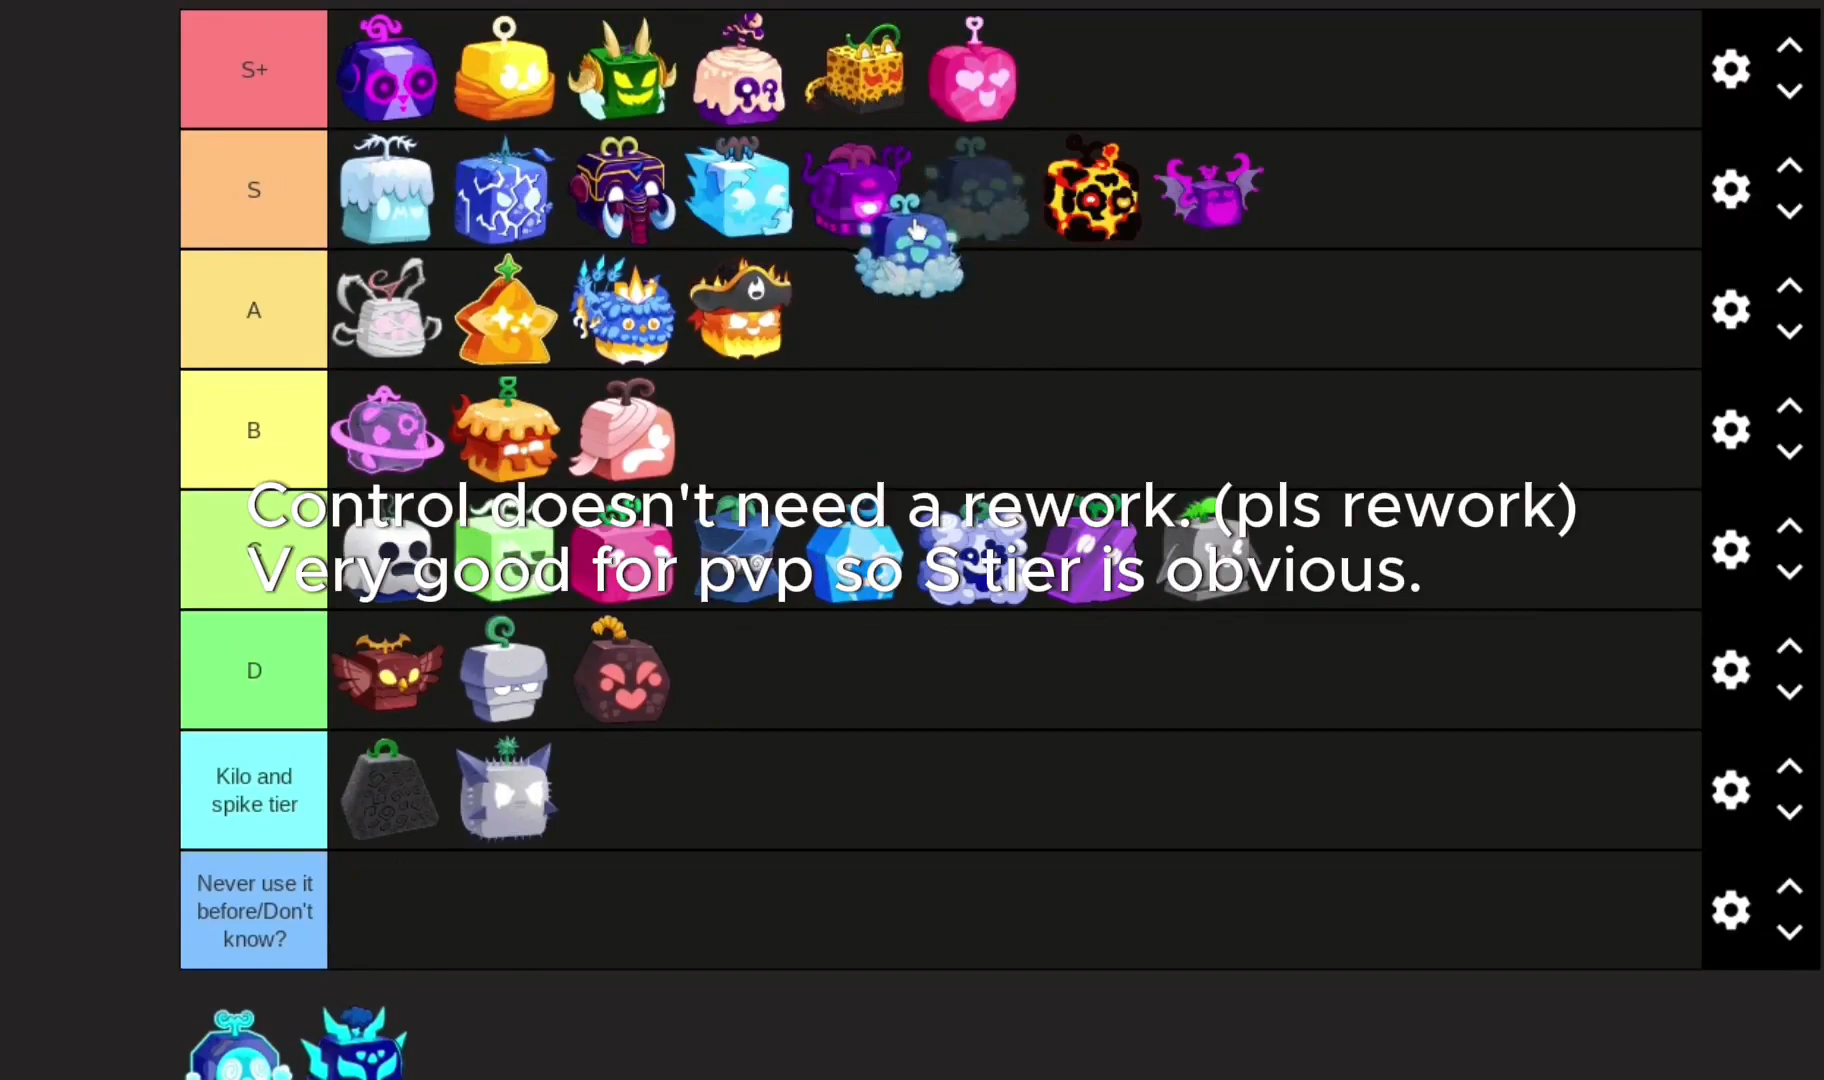 S+
S
A
B
Control doesn't need a rework. (pls rework)
Very good for pvp so S tier is obvious.
D
Kilo and
spike tier
Never use it
before/Don't
know?